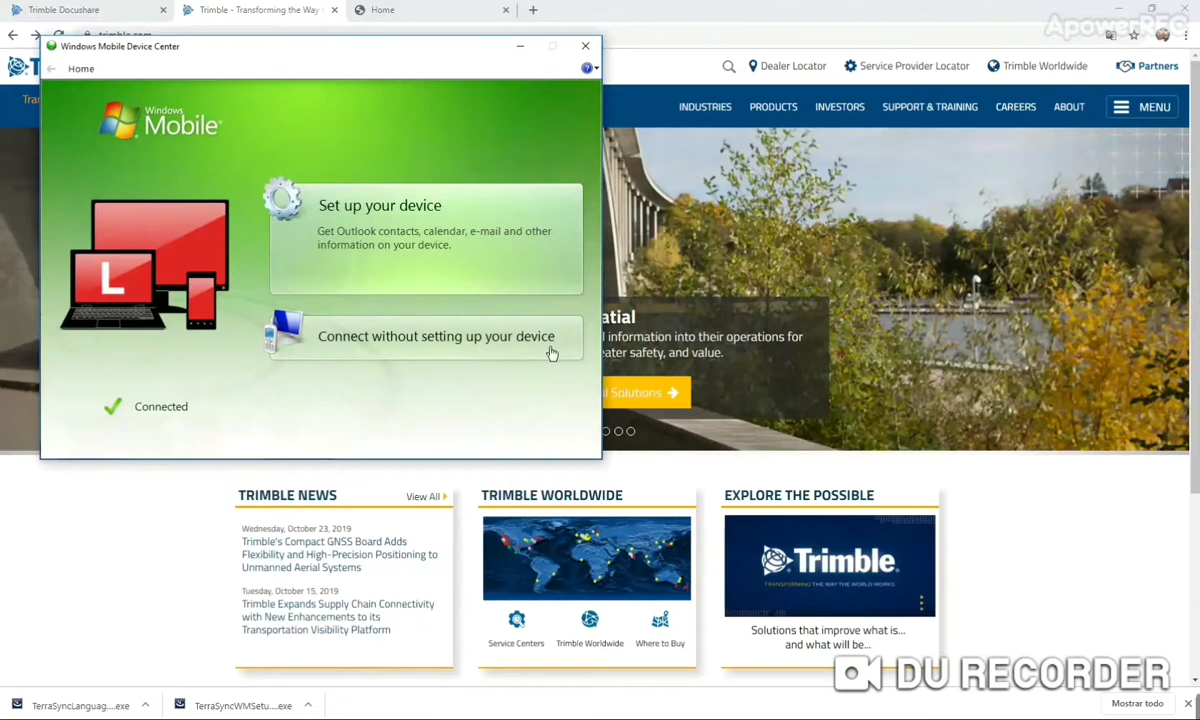 Trimble Docushare
Trimble - Transforming the Way
Home
ApowerREC
trimble.com
Windows Mobile Device Center
Home
Windows
Mobile
Set up your device
Get Outlook contacts, calendar, e-mail and other
information on your device.
L
Connect without setting up your device
Connected
Dealer Locator
Service Provider Locator
Trimble Worldwide
Partners
INDUSTRIES
PRODUCTS
INVESTORS
SUPPORT & TRAINING
CAREERS
ABOUT
MENU
atial
l information into their operations for
eater safety, and value.
l Solutions
TRIMBLE NEWS
View All
Wednesday, October 23, 2019
Trimble's Compact GNSS Board Adds
Flexibility and High-Precision Positioning to
Unmanned Aerial Systems
Tuesday, October 15, 2019
Trimble Expands Supply Chain Connectivity
with New Enhancements to its
Transportation Visibility Platform
TRIMBLE WORLDWIDE
Service Centers
Trimble Worldwide
Where to Buy
EXPLORE THE POSSIBLE
Trimble
TRANSFORMING THE WAY THE WORLD WORKS
Solutions that improve what is...
and what will be...
DU RECORDER
TerraSyncLanguag....exe
TerraSyncWMSetu....exe
Mostrar todo